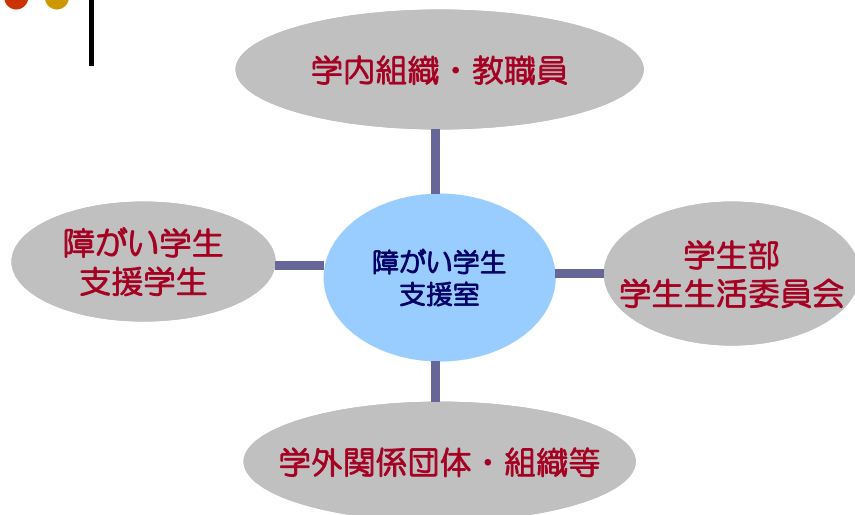 学内組織・教職員
障がい学生
支援学生
障がい学生
支援室
学生部
学生生活委員会
学外関係団体・組織等